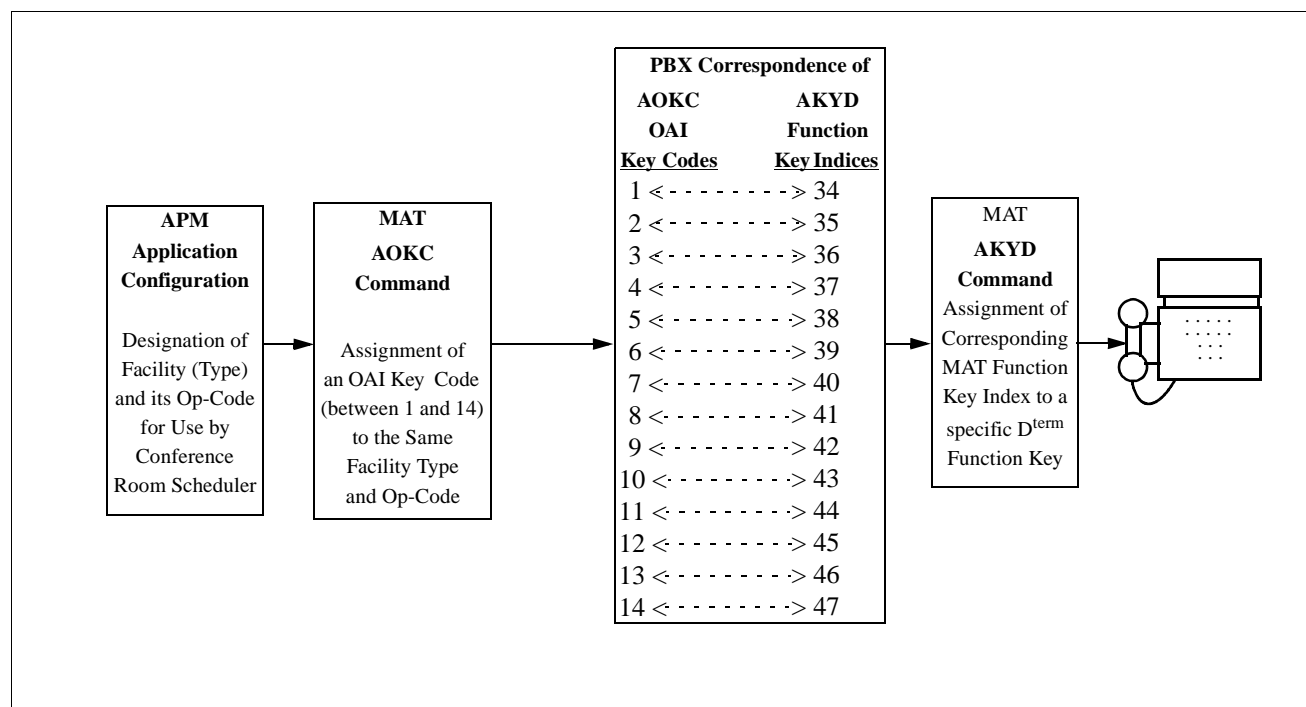 APM
Application
Configuration
Designation of
Facility (Type)
and its Op-Code
for Use by
Conference
Room Scheduler
MAT
AOKC
Command
Assignment of
an OAI Key Code
(between 1 and 14)
to the Same
Facility Type
and Op-Code
PBX Correspondence of
AOKC AKYD
OAI Function
Key Codes Key Indices
1 <- - - - - - - - -> 34
2 <- - - - - - - - -> 35
3 <- - - - - - - - -> 36
4 <- - - - - - - - -> 37
5 <- - - - - - - - -> 38
6 <- - - - - - - - -> 39
7 <- - - - - - - - -> 40
8 <- - - - - - - - -> 41
9 <- - - - - - - - -> 42
10 <- - - - - - - - -> 43
11 <- - - - - - - - -> 44
12 <- - - - - - - - -> 45
13 <- - - - - - - - -> 46
14 <- - - - - - - - -> 47
MAT
AKYD
Command
Assignment of
Corresponding
MAT Function
Key Index to a
specific Dterm
Function Key